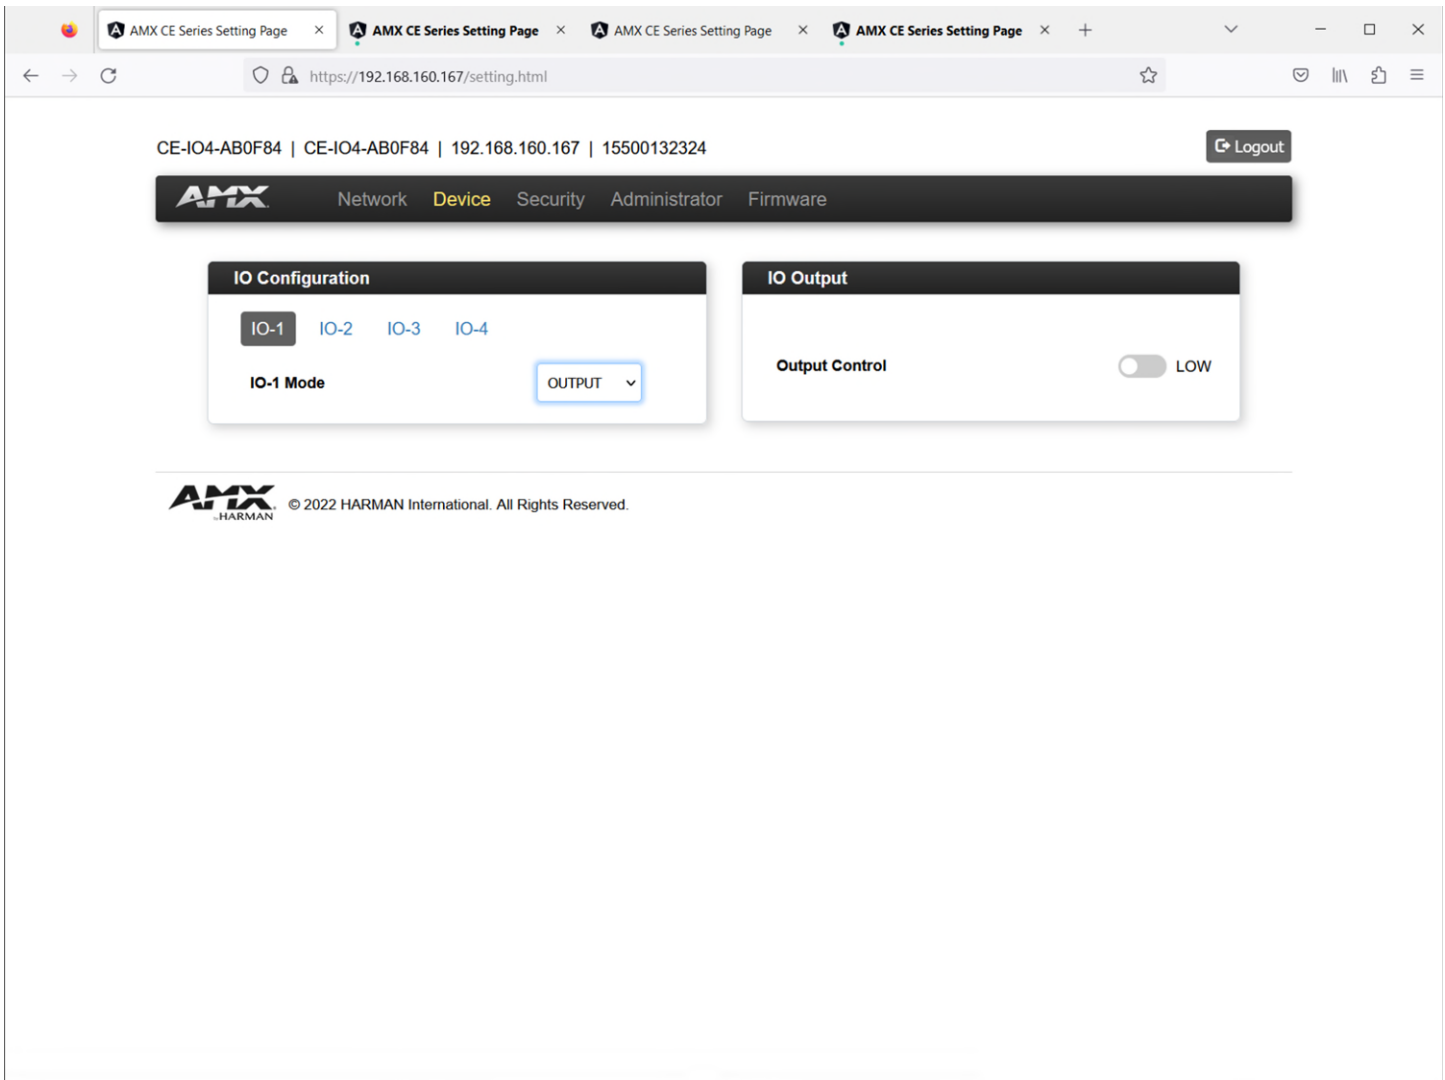 AMX CE Series Setting Page AMX CE Series Setting Page AMX CE Series Setting Page AMX CE Series Setting Page
https://192.168.160.167/setting.html
CE-IO4-AB0F84 | CE-IO4-AB0F84 | 192.168.160.167 | 15500132324 Logout
AMX Network Device Security Administrator Firmware
IO Configuration
IO-1 IO-2 IO-3 IO-4
IO-1 Mode OUTPUT
IO Output
Output Control LOW
AMX by HARMAN © 2022 HARMAN International. All Rights Reserved.